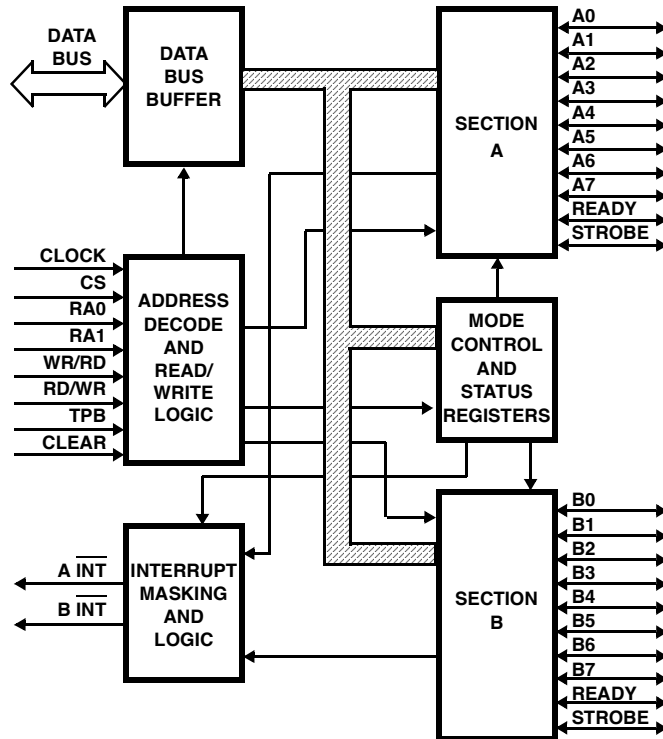 DATA
BUS
DATA
BUS
BUFFER
SECTION
A
A0
A1
A2
A3
A4
A5
A6
A7
READY
STROBE
CLOCK
CS
RA0
RA1
WR/RD
RD/WR
TPB
CLEAR
ADDRESS
DECODE
AND
READ/
WRITE
LOGIC
MODE
CONTROL
AND
STATUS
REGISTERS
A INT
B INT
INTERRUPT
MASKING
AND
LOGIC
SECTION
B
B0
B1
B2
B3
B4
B5
B6
B7
READY
STROBE